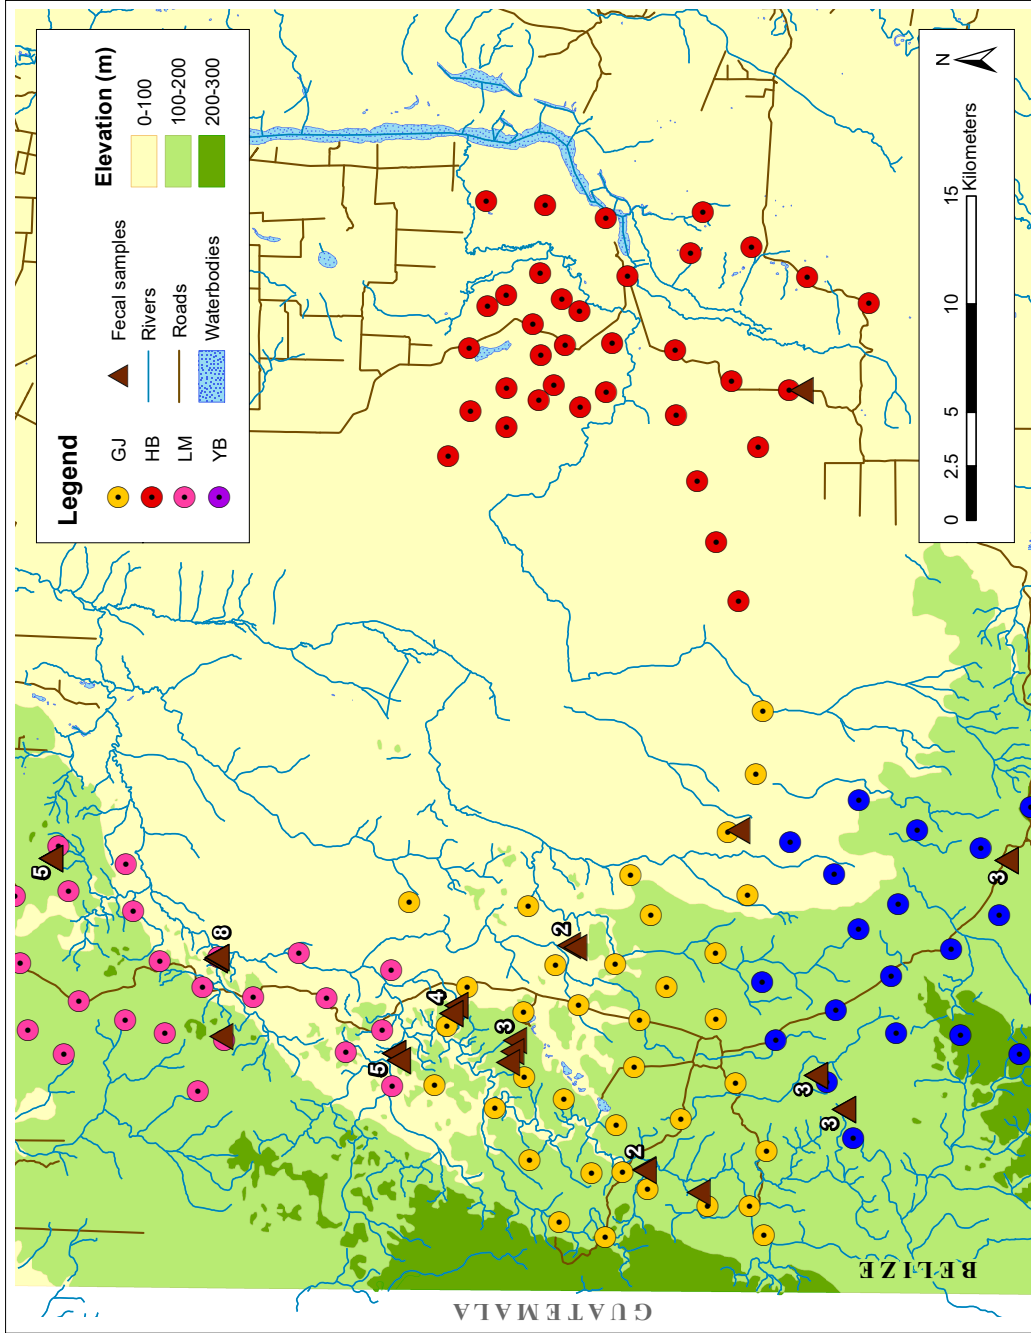 Legend
GJ
HB
LM
YB
Fecal samples
Rivers
Roads
Waterbodies
Elevation (m)
0-100
100-200
200-300
5
8
5
4
3
2
2
3
3
3
GUATEMALA
BELIZE
N
0 2.5 5 10 15
Kilometers